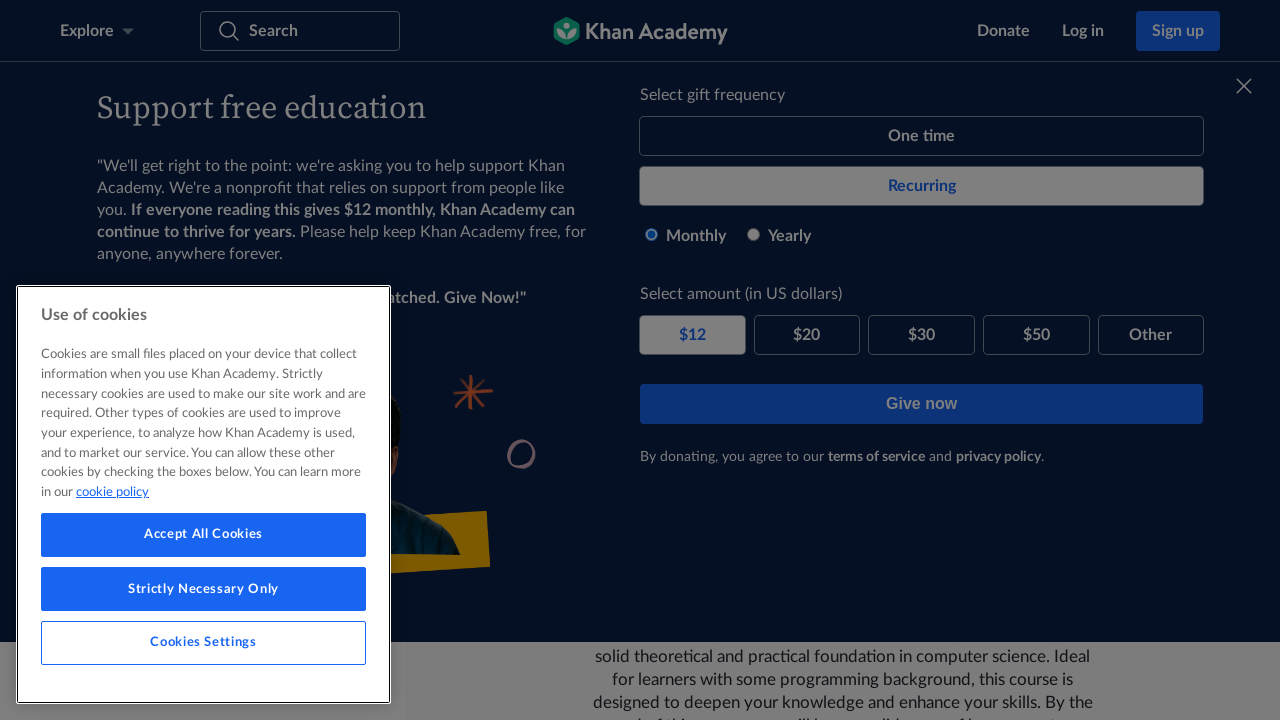 Explore
Search
Khan Academy
Donate
Log in
Sign up
Support free education
"We'll get right to the point: we're asking you to help support Khan
Academy. We're a nonprofit that relies on support from people like
you. If everyone reading this gives $12 monthly, Khan Academy can
continue to thrive for years. Please help keep Khan Academy free, for
anyone, anywhere forever.
atched. Give Now!"
Select gift frequency
One time
Recurring
Monthly
Yearly
Select amount (in US dollars)
$12
$20
$30
$50
Other
Give now
By donating, you agree to our terms of service and privacy policy.
Use of cookies
Cookies are small files placed on your device that collect
information when you use Khan Academy. Strictly
necessary cookies are used to make our site work and are
required. Other types of cookies are used to improve
your experience, to analyze how Khan Academy is used,
and to market our service. You can allow these other
cookies by checking the boxes below. You can learn more
in our cookie policy
Accept All Cookies
Strictly Necessary Only
Cookies Settings
solid theoretical and practical foundation in computer science. Ideal
for learners with some programming background, this course is
designed to deepen your knowledge and enhance your skills. By the